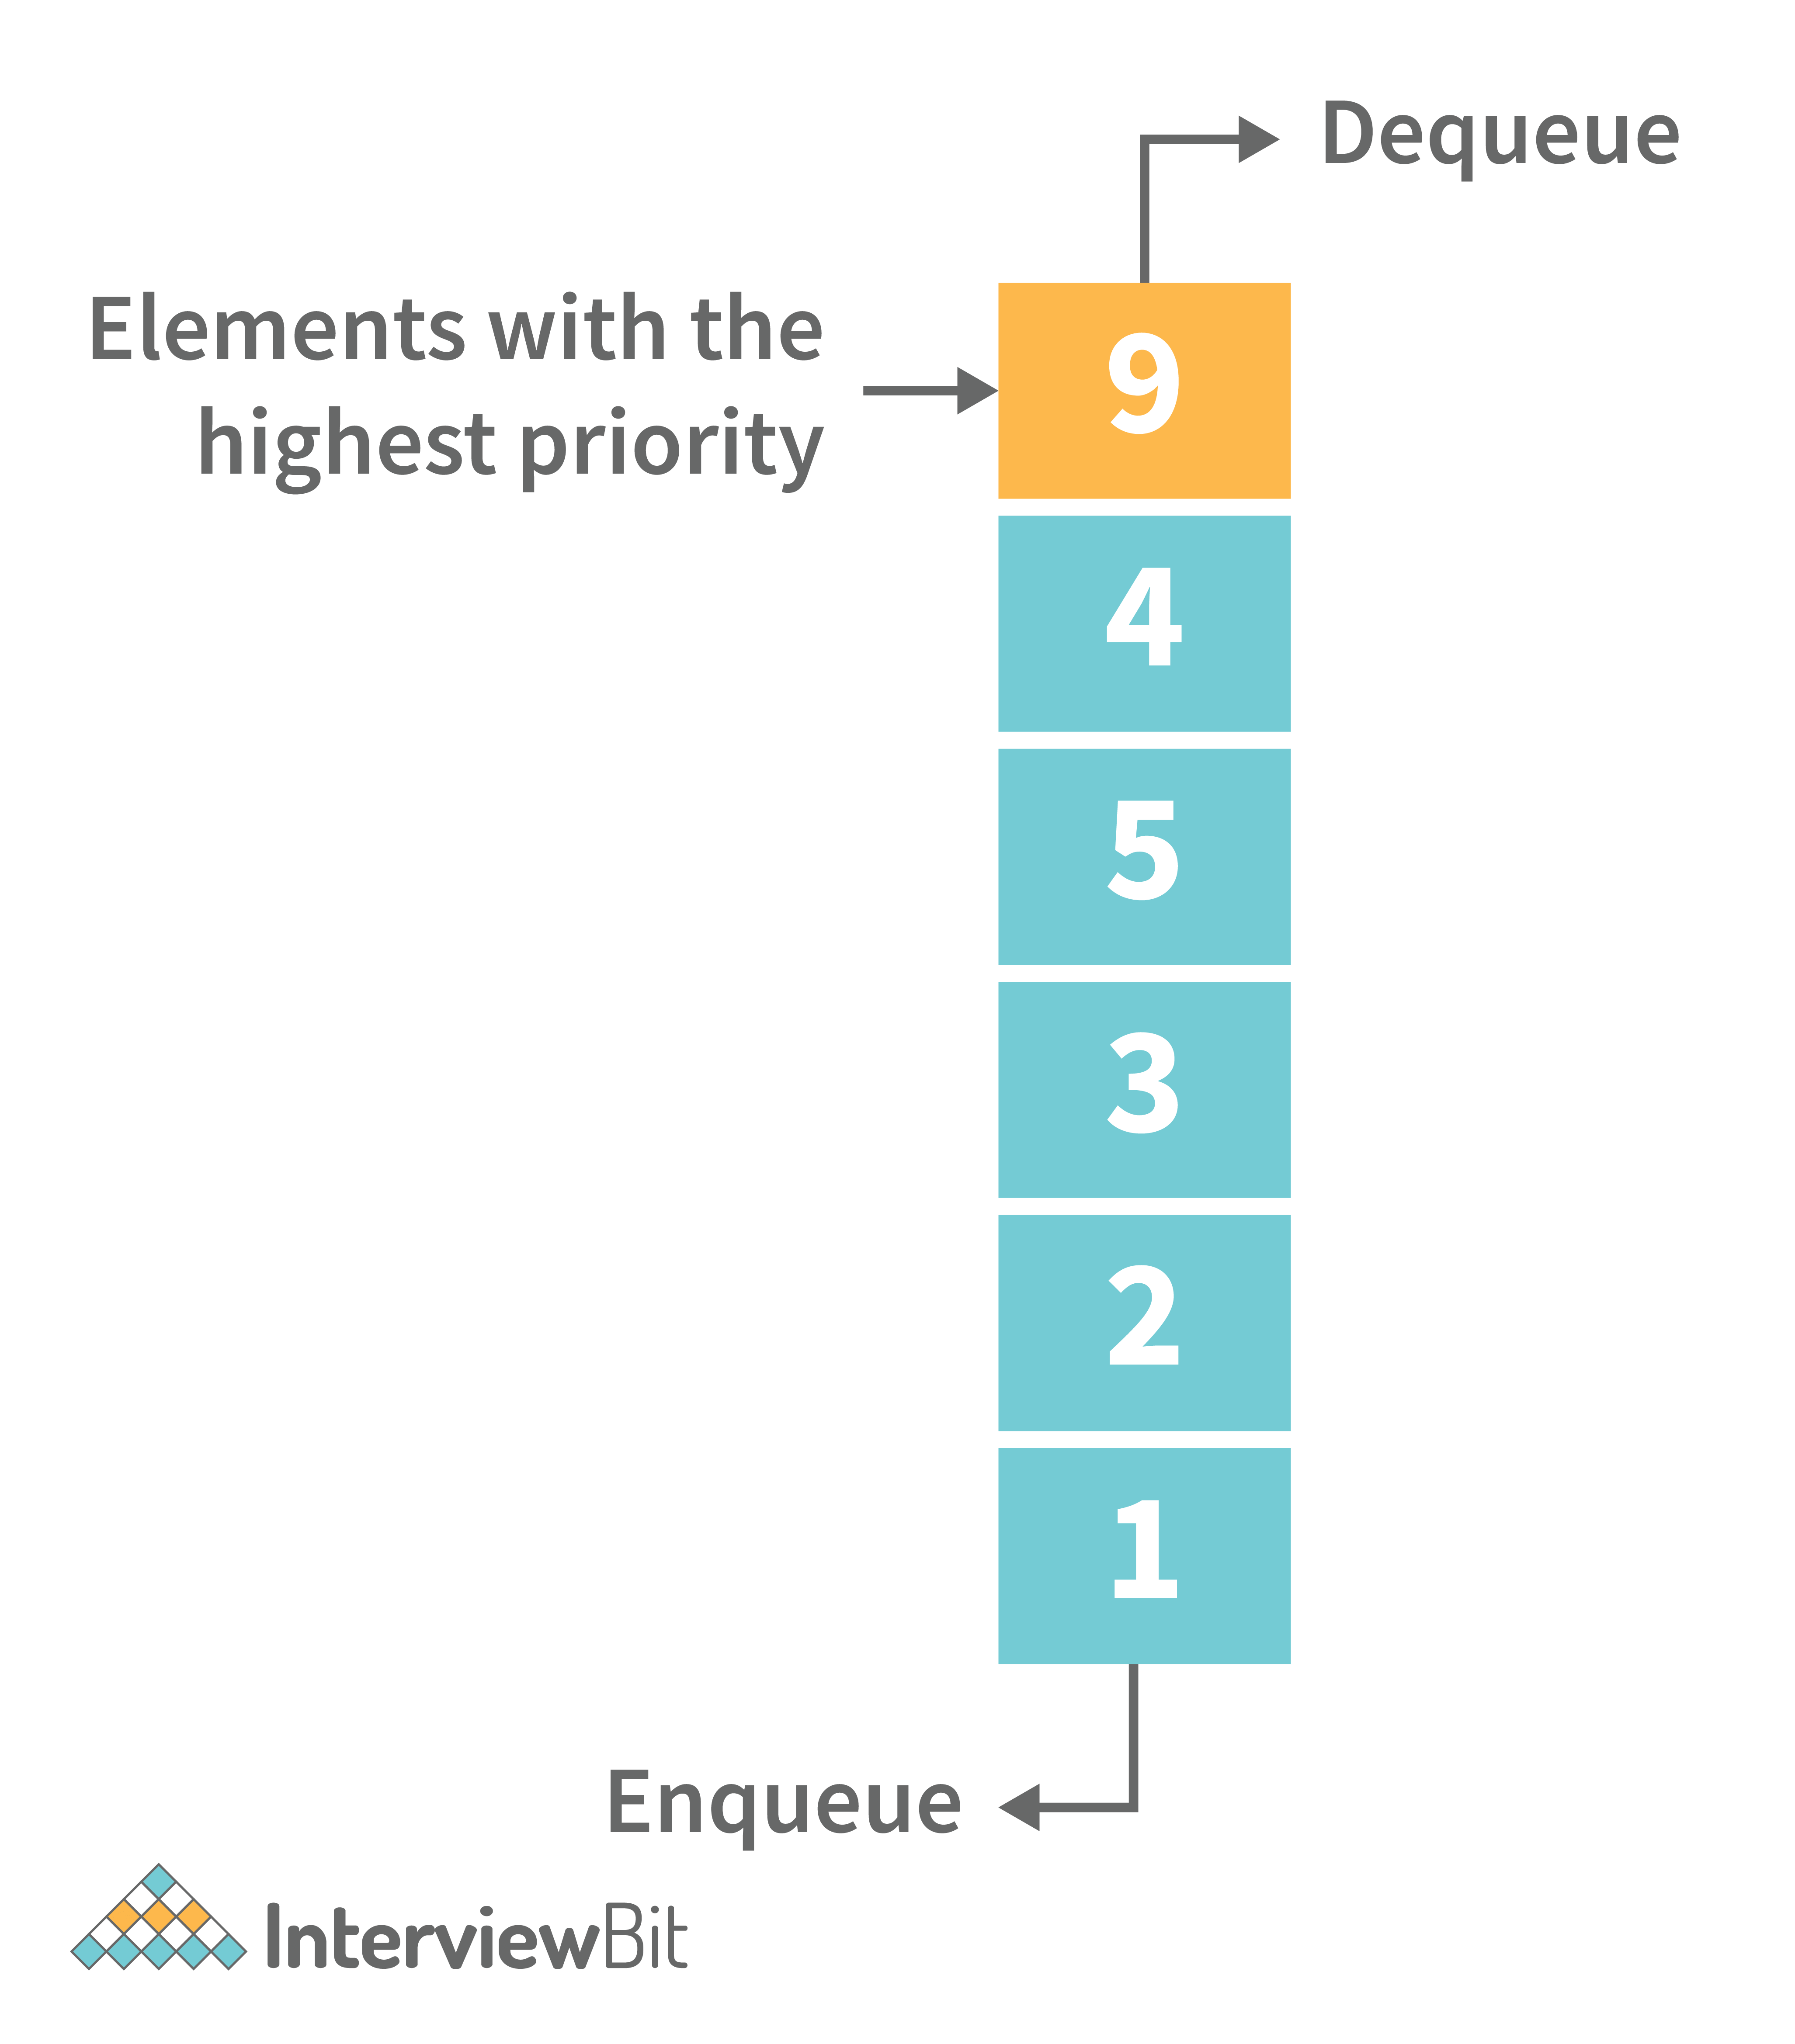 Dequeue
Elements with the
highest priority
9
4
5
3
2
1
Enqueue
InterviewBit